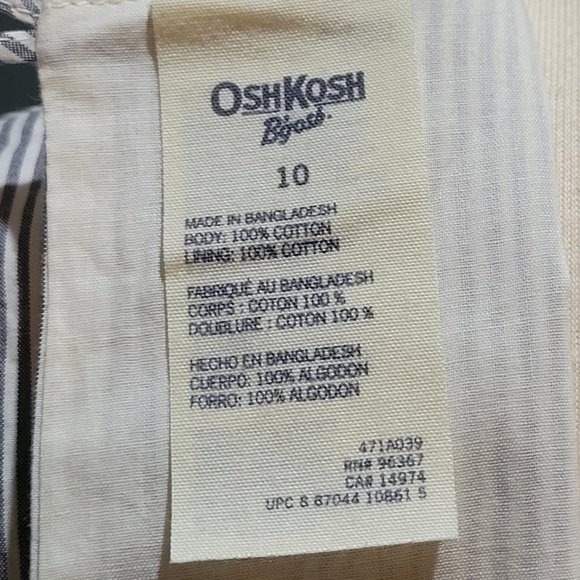 OSHKOSH
B'gosh.
10
MADE IN BANGLADESH
BODY: 100% COTTON
LINING: 100% COTTON
FABRIQUÉ AU BANGLADESH
CORPS : COTON 100 %
DOUBLURE : COTON 100 %
HECHO EN BANGLADESH
CUERPO: 100% ALGODON
FORRO: 100% ALGODON
471A039
RN# 96367
CA# 14974
UPC 8 87044 10861 5